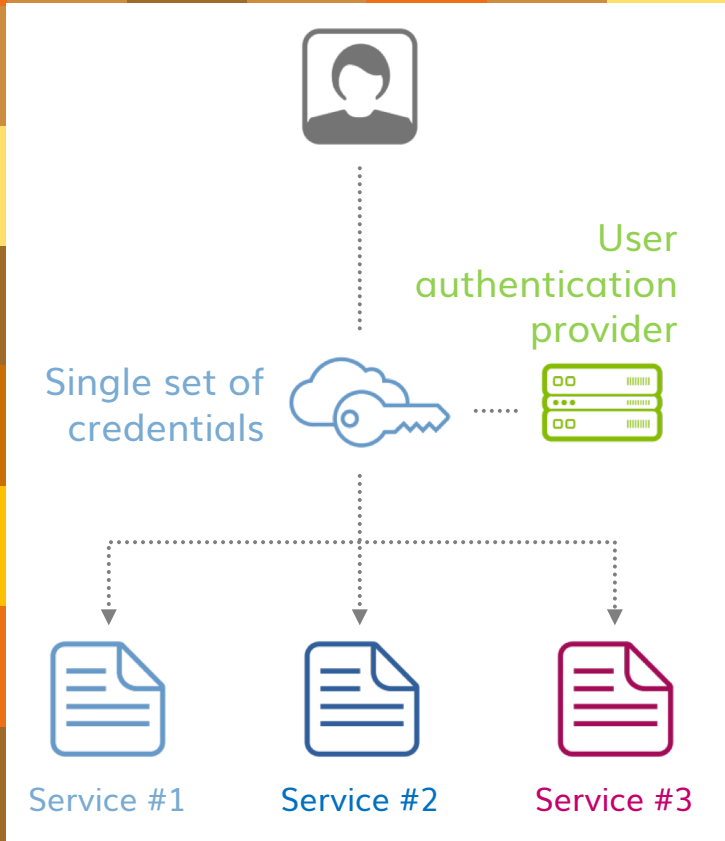 User
authentication
provider
Single set of
credentials
Service #1
Service #2
Service #3